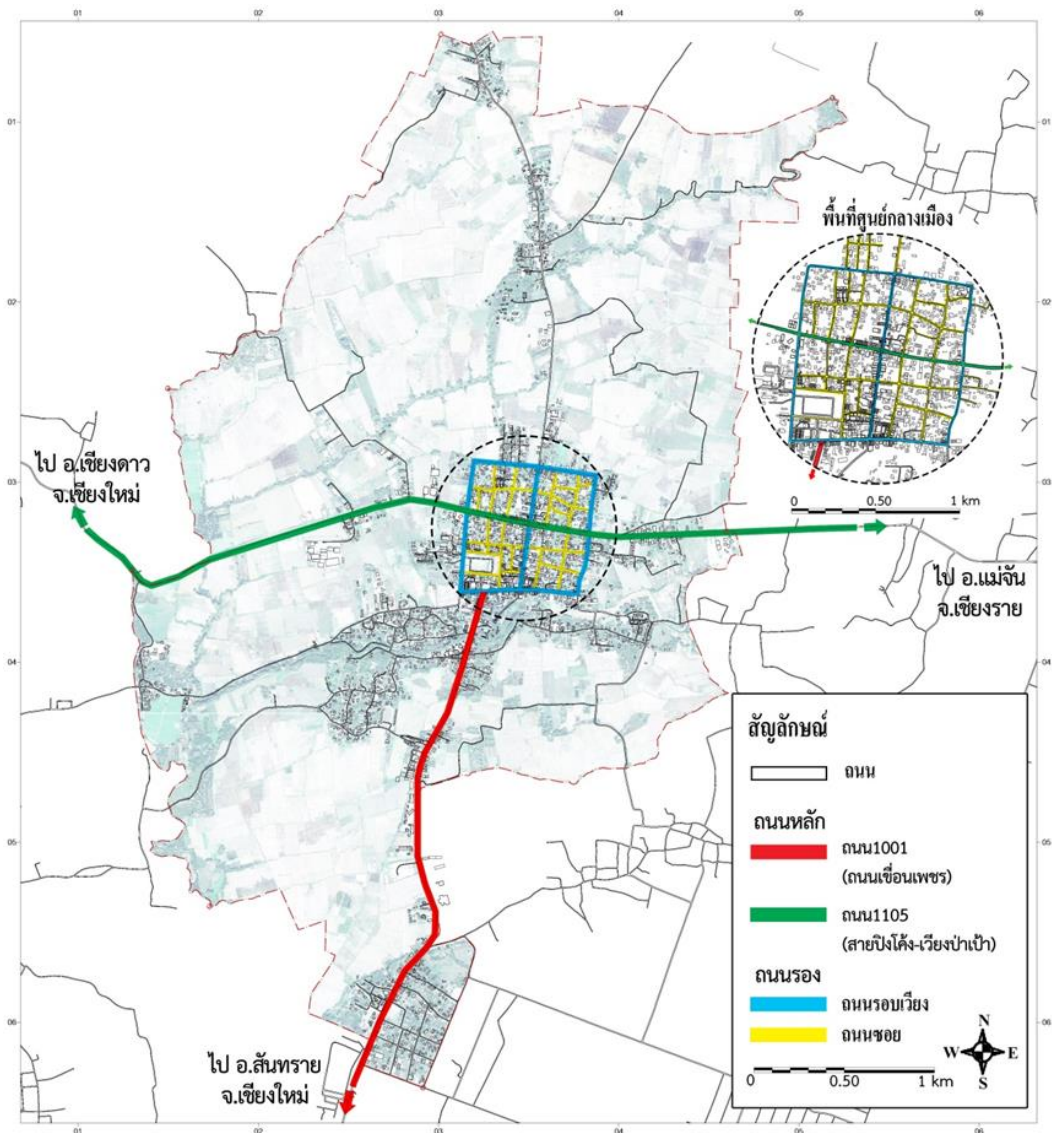 01 02 03 04 05 06
01 01
พื้นที่ศูนย์กลางเมือง
02 02
03 03
ไป อ.เชียงดาว
จ.เชียงใหม่
0 0.50 1 km
ไป อ.แม่จัน
จ.เชียงราย
04 04
สัญลักษณ์
ถนน
ถนนหลัก
05 05
ถนน1001
(ถนนเขื่อนเพชร)
ถนน1105
(สายปิงโค้ง-เวียงป่าเป้า)
ถนนรอง
ถนนรอบเวียง
06 06
ถนนซอย
N
W E
S
ไป อ.สันทราย
จ.เชียงใหม่
0 0.50 1 km
01 02 03 04 05 06